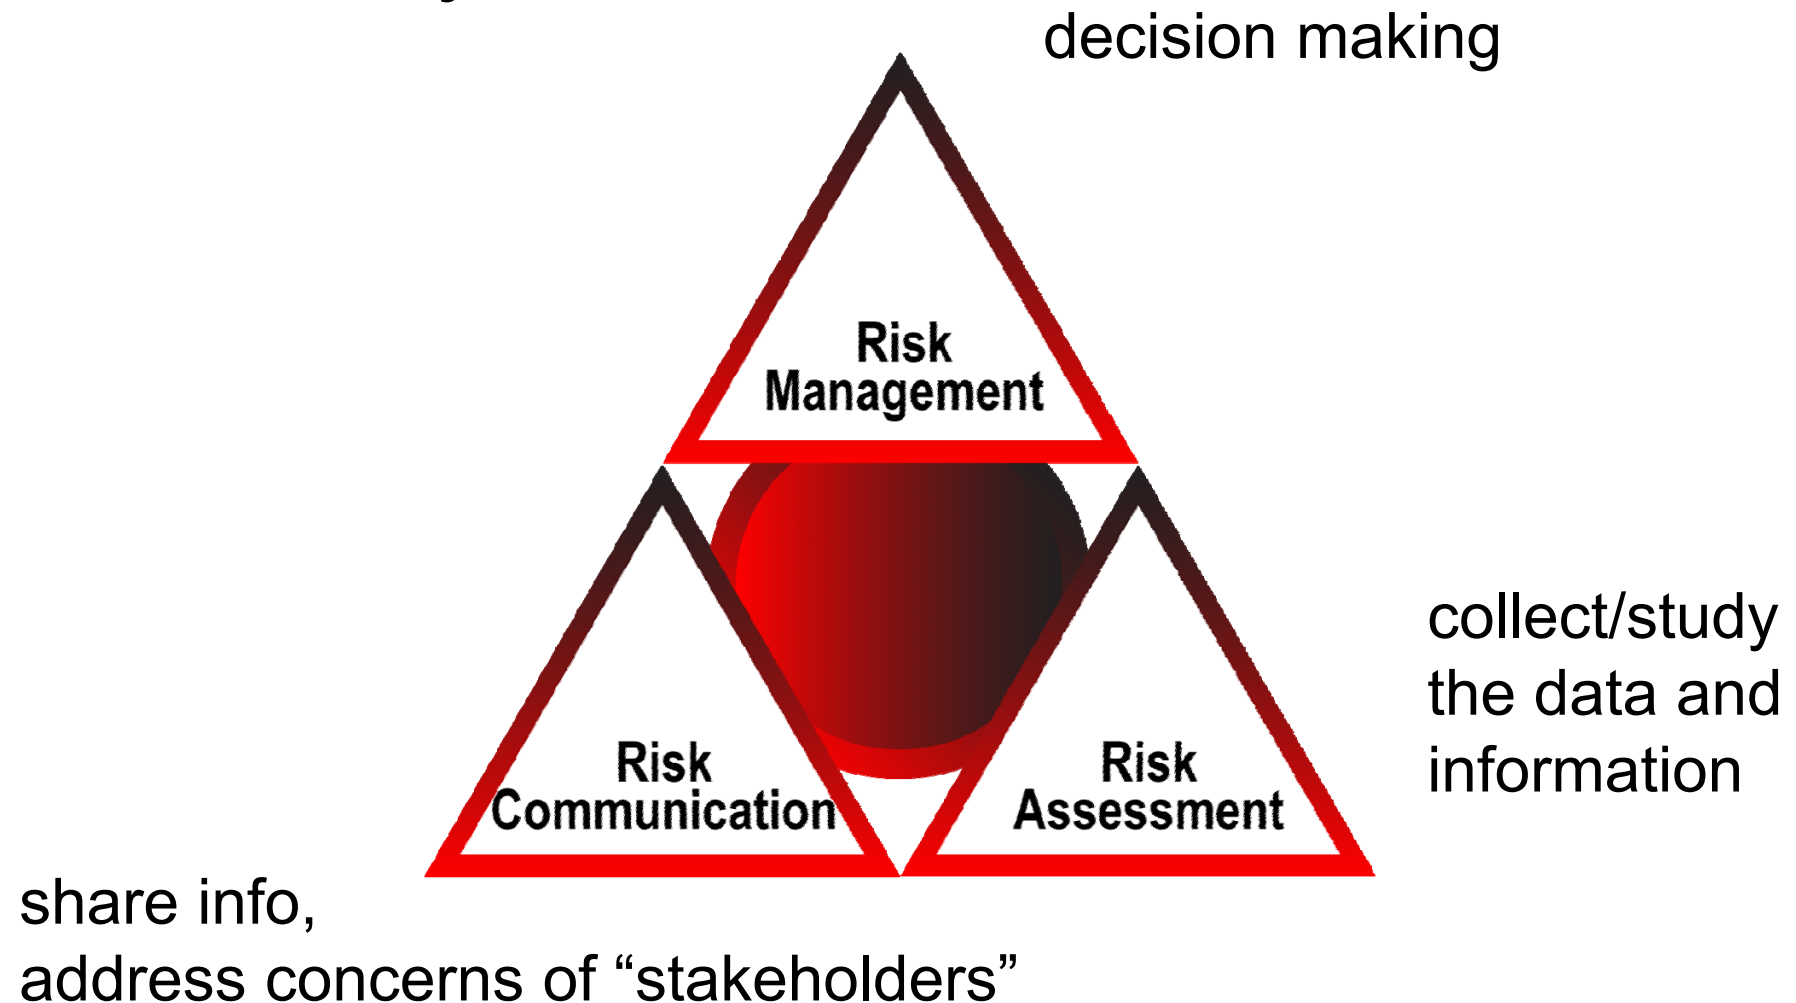 decision making
Risk
Management
collect/study
the data and
information
Risk
Communication
Risk
Assessment
share info,
address concerns of “stakeholders”